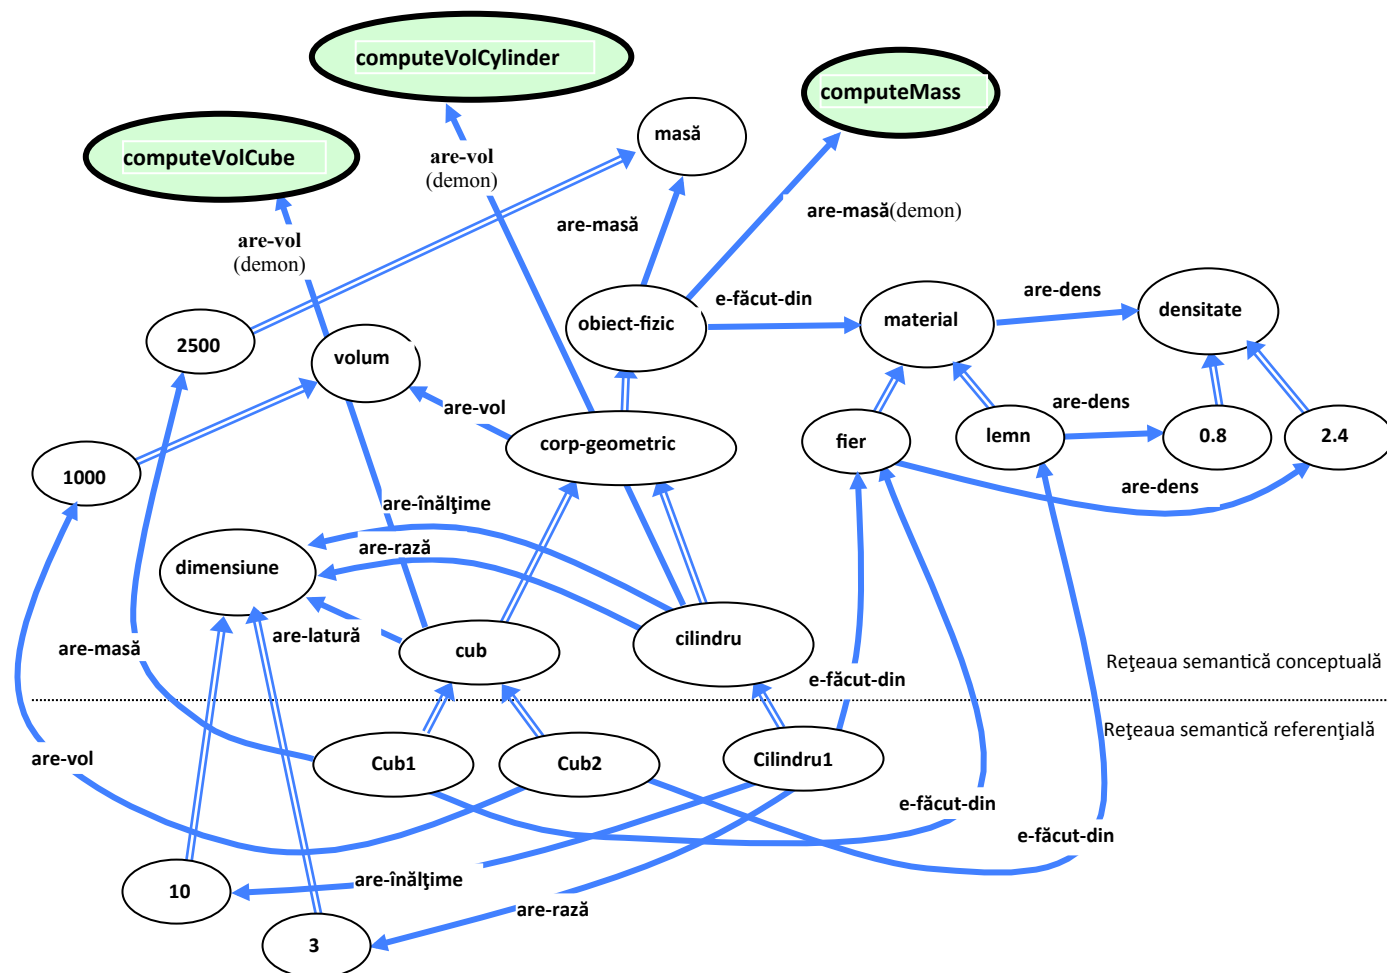 computeVolCylinder
computeMass
masă
computeVolCube
are-vol
(demon)
are-masă(demon)
are-masă
are-vol
(demon)
e-făcut-din
are-dens
densitate
obiect-fizic
material
2500
volum
are-vol
are-dens
corp-geometric
fier
lemn
0.8
2.4
1000
are-dens
are-înălţime
are-rază
dimensiune
are-latură
cilindru
are-masă
cub
Reţeaua semantică conceptuală
e-făcut-din
Reţeaua semantică referenţială
are-vol
Cub1
Cub2
Cilindru1
e-făcut-din
e-făcut-din
10
are-înălţime
are-rază
3